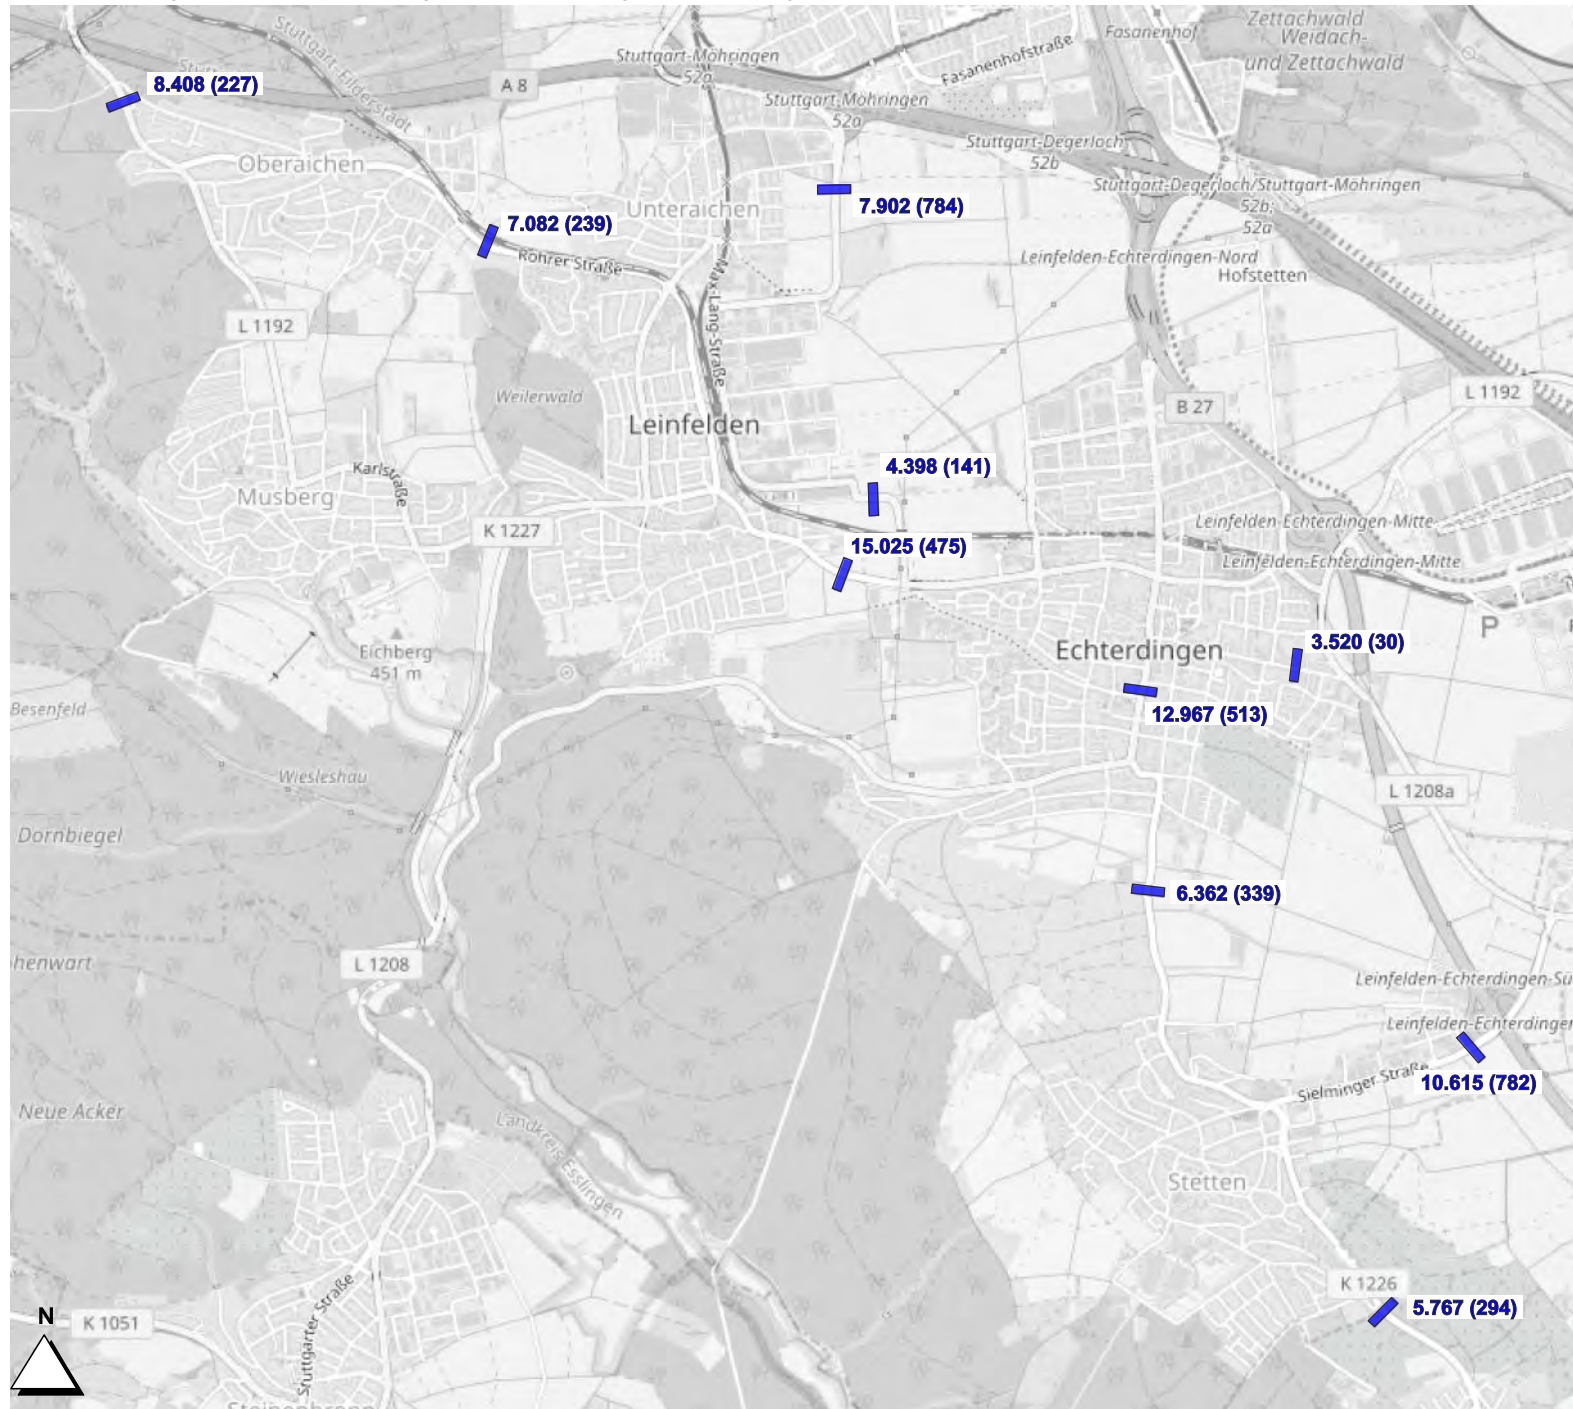 Zettachwald
Weidach-
und Zettachwald
Fasanenhof
Stuttgart-Filderstadt
Stuttgart-Möhringen
52a
Fasanenhofstraße
8.408 (227)
A 8
Stuttgart-Möhringen
52a
Stuttgart-Degerloch
52b
Oberaichen
Stuttgart-Degerloch/Stuttgart-Möhringen
52b;
52a
7.902 (784)
Unteraichen
7.082 (239)
Rohrer Straße
Leinfelden-Echterdingen-Nord
Hofstetten
Max-Lang-Straße
L 1192
Weilerwald
L 1192
B 27
Leinfelden
4.398 (141)
Karlstraße
Musberg
K 1227
Leinfelden-Echterdingen-Mitte
15.025 (475)
Leinfelden-Echterdingen-Mitte
P
Eichberg
451 m
Echterdingen
3.520 (30)
Besenfeld
12.967 (513)
Wiesleshau
L 1208a
Dornbiegel
6.362 (339)
henwart
L 1208
Leinfelden-Echterdingen-Sü
Leinfelden-Echterdinger
10.615 (782)
Sielminger Straße
Neue Äcker
Landkreis Esslingen
Stetten
K 1226
5.767 (294)
N
K 1051
Stuttgarter Straße
Steinenbronn